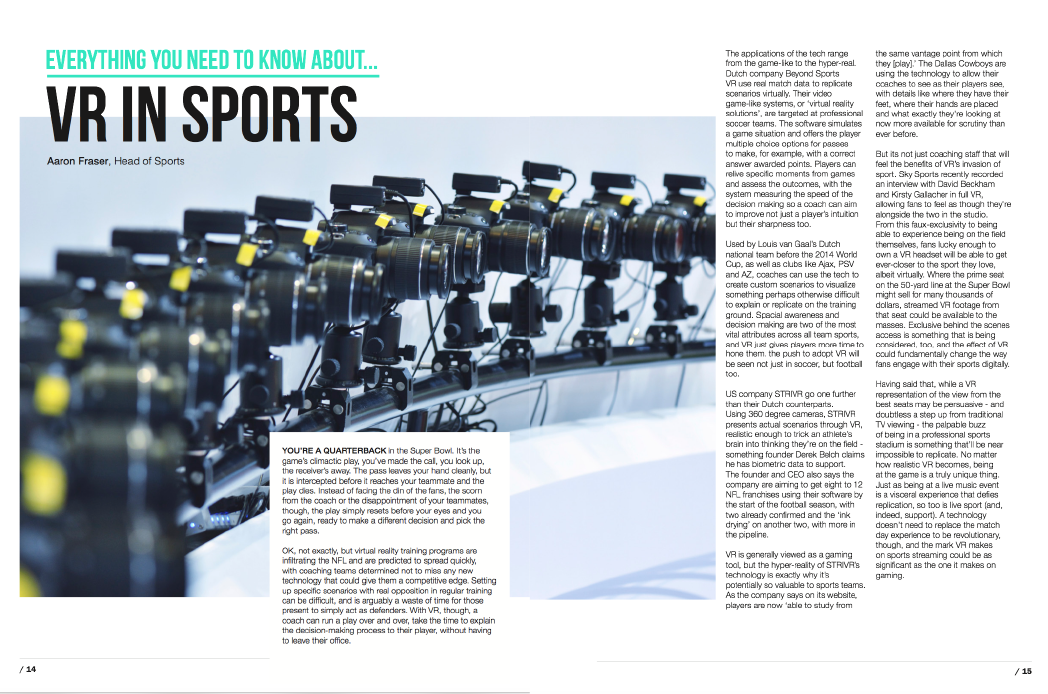 EVERYTHING YOU NEED TO KNOW ABOUT...
VR IN SPORTS
Aaron Fraser, Head of Sports
YOU'RE A QUARTERBACK in the Super Bowl. It's the
game's climactic play, you've made the call, you look up,
the receiver's away. The pass leaves your hand cleanly, but
it is intercepted before it reaches your teammate and the
play dies. Instead of facing the din of the fans, the scorn
from the coach or the disappointment of your teammates,
though, the play simply resets before your eyes and you
go again, ready to make a different decision and pick the
right pass.
OK, not exactly, but virtual reality training programs are
infiltrating the NFL and are predicted to spread quickly,
with coaching teams determined not to miss any new
technology that could give them a competitive edge. Setting
up specific scenarios with real opposition in regular training
can be difficult, and is arguably a waste of time for those
present to simply act as defenders. With VR, though, a
coach can run a play over and over, take the time to explain
the decision-making process to their player, without having
to leave their office.
/ 14
The applications of the tech range
from the game-like to the hyper-real.
Dutch company Beyond Sports
VR use real match data to replicate
scenarios virtually. Their video
game-like systems, or 'virtual reality
solutions', are targeted at professional
soccer teams. The software simulates
a game situation and offers the player
multiple choice options for passes
to make, for example, with a correct
answer awarded points. Players can
relive specific moments from games
and assess the outcomes, with the
system measuring the speed of the
decision making so a coach can aim
to improve not just a player's intuition
but their sharpness too.
Used by Louis van Gaal's Dutch
national team before the 2014 World
Cup, as well as clubs like Ajax, PSV
and AZ, coaches can use the tech to
create custom scenarios to visualize
something perhaps otherwise difficult
to explain or replicate on the training
ground. Spacial awareness and
decision making are two of the most
vital attributes across all team sports,
and VR just gives players more time to
hone them. the push to adopt VR will
be seen not just in soccer, but football
too.
US company STRIVR go one further
than their Dutch counterparts.
Using 360 degree cameras, STRIVR
presents actual scenarios through VR,
realistic enough to trick an athlete's
brain into thinking they're on the field -
something founder Derek Belch claims
he has biometric data to support.
The founder and CEO also says the
company are aiming to get eight to 12
NFL franchises using their software by
the start of the football season, with
two already confirmed and the 'ink
drying' on another two, with more in
the pipeline.
VR is generally viewed as a gaming
tool, but the hyper-reality of STRIVR's
technology is exactly why it's
potentially so valuable to sports teams.
As the company says on its website,
players are now 'able to study from
the same vantage point from which
they [play].' The Dallas Cowboys are
using the technology to allow their
coaches to see as their players see,
with details like where they have their
feet, where their hands are placed
and what exactly they're looking at
now more available for scrutiny than
ever before.
But its not just coaching staff that will
feel the benefits of VR's invasion of
sport. Sky Sports recently recorded
an interview with David Beckham
and Kirsty Gallacher in full VR,
allowing fans to feel as though they're
alongside the two in the studio.
From this faux-exclusivity to being
able to experience being on the field
themselves, fans lucky enough to
own a VR headset will be able to get
ever-closer to the sport they love,
albeit virtually. Where the prime seat
on the 50-yard line at the Super Bowl
might sell for many thousands of
dollars, streamed VR footage from
that seat could be available to the
masses. Exclusive behind the scenes
access is something that is being
considered, too, and the effect of VR
could fundamentally change the way
fans engage with their sports digitally.
Having said that, while a VR
representation of the view from the
best seats may be persuasive - and
doubtless a step up from traditional
TV viewing - the palpable buzz
of being in a professional sports
stadium is something that'll be near
impossible to replicate. No matter
how realistic VR becomes, being
at the game is a truly unique thing.
Just as being at a live music event
is a visceral experience that defies
replication, so too is live sport (and,
indeed, support). A technology
doesn't need to replace the match
day experience to be revolutionary,
though, and the mark VR makes
on sports streaming could be as
significant as the one it makes on
gaming.
/ 15